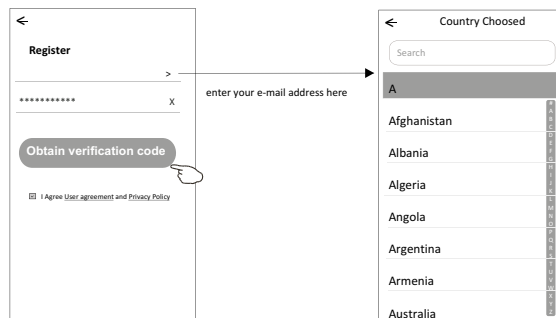 Register
>
*********** X
Obtain verification code
I Agree User agreement and Privacy Policy
enter your e-mail address here
Country Choosed
Search
A
Afghanistan
Albania
Algeria
Angola
Argentina
Armenia
Australia
#
A
B
C
D
E
F
G
H
I
J
K
L
M
N
O
P
Q
R
S
T
U
V
W
X
Y
Z